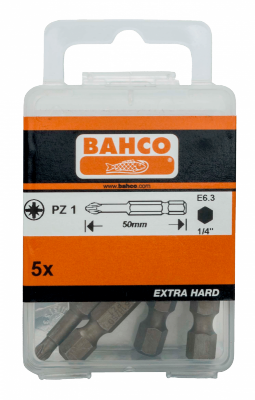 BAHCO
www.bahco.com
PZ 1
50mm
E6.3
1/4"
5x
EXTRA HARD